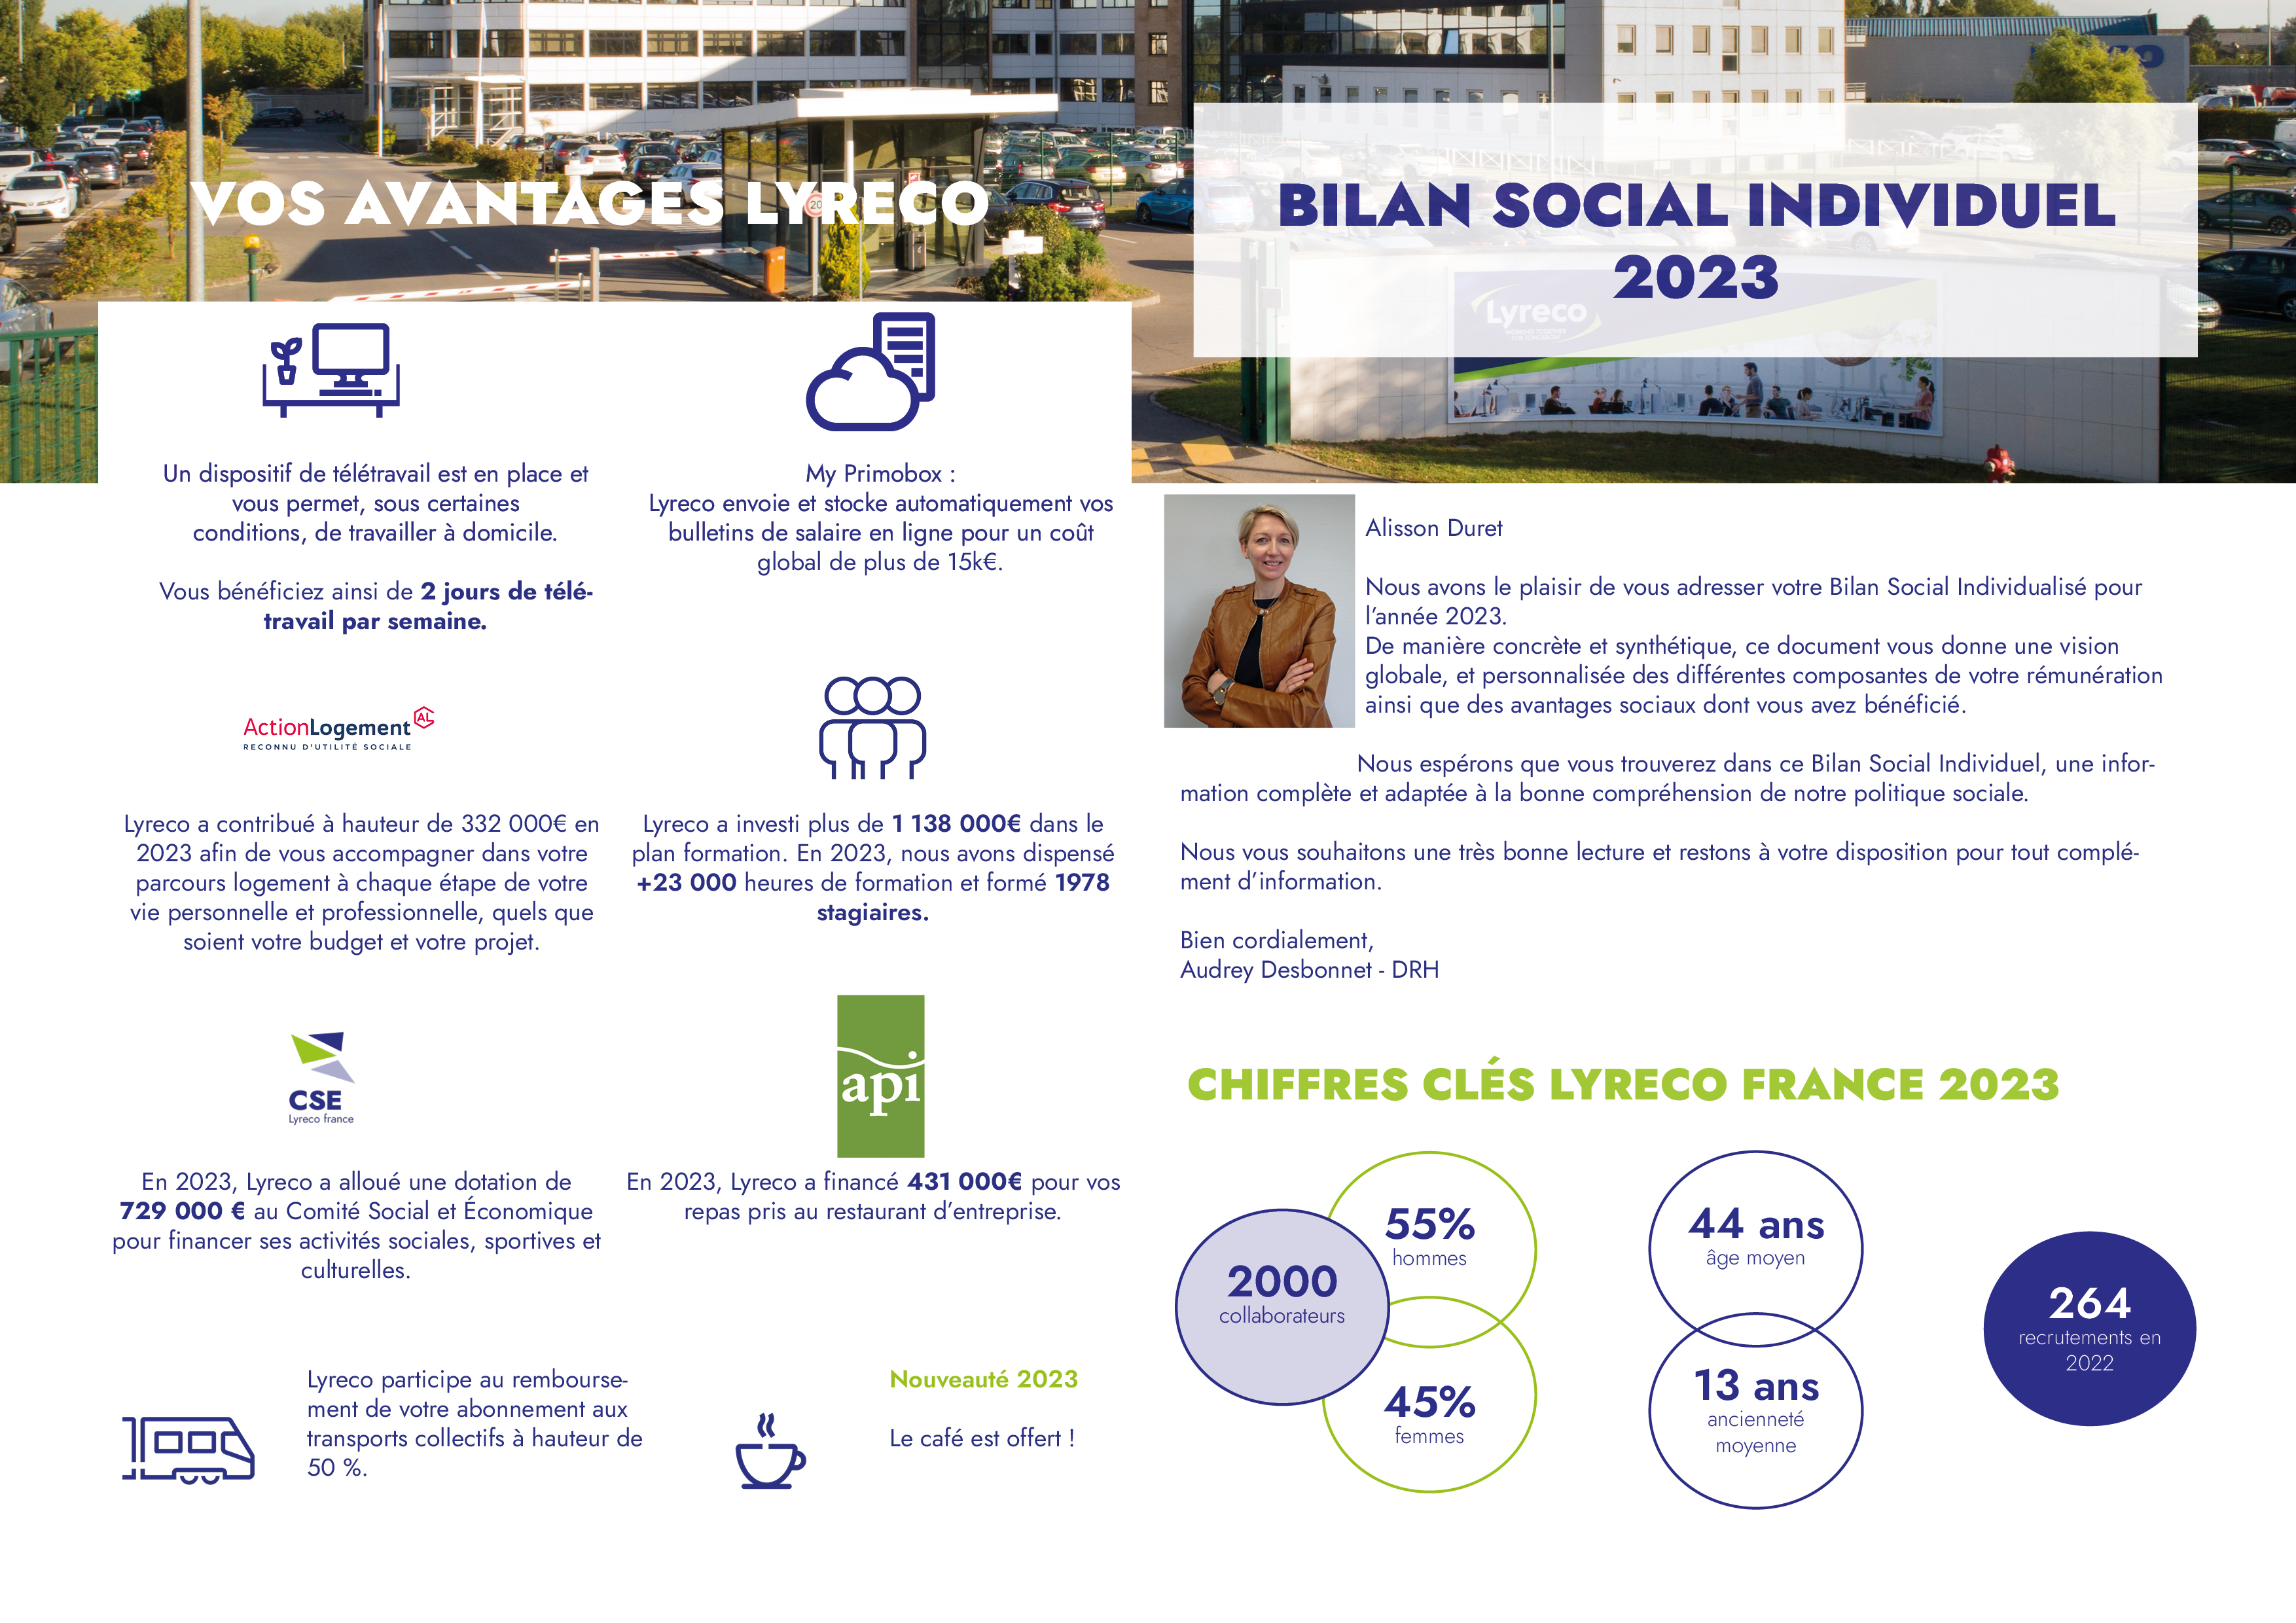 VOS AVANTAGES LYRECO
20
Un dispositif de télétravail est en place et
vous permet, sous certaines
conditions, de travailler à domicile.
Vous bénéficiez ainsi de 2 jours de télé-
travail par semaine.
My Primobox :
Lyreco envoie et stocke automatiquement vos
bulletins de salaire en ligne pour un coût
global de plus de 15k€.
ActionLogement AL
RECONNU D'UTILITÉ SOCIALE
Lyreco a contribué à hauteur de 332 000€ en
2023 afin de vous accompagner dans votre
parcours logement à chaque étape de votre
vie personnelle et professionnelle, quels que
soient votre budget et votre projet.
Lyreco a investi plus de 1 138 000€ dans le
plan formation. En 2023, nous avons dispensé
+23 000 heures de formation et formé 1978
stagiaires.
CSE
Lyreco france
En 2023, Lyreco a alloué une dotation de
729 000 € au Comité Social et Économique
pour financer ses activités sociales, sportives et
culturelles.
api
En 2023, Lyreco a financé 431 000€ pour vos
repas pris au restaurant d'entreprise.
Lyreco participe au rembourse-
ment de votre abonnement aux
transports collectifs à hauteur de
50 %.
Nouveauté 2023
Le café est offert !
BILAN SOCIAL INDIVIDUEL
2023
Lyreco
WORKING TOGETHER
FOR TOMORROW
Alisson Duret
Nous avons le plaisir de vous adresser votre Bilan Social Individualisé pour
l'année 2023.
De manière concrète et synthétique, ce document vous donne une vision
globale, et personnalisée des différentes composantes de votre rémunération
ainsi que des avantages sociaux dont vous avez bénéficié.
Nous espérons que vous trouverez dans ce Bilan Social Individuel, une infor-
mation complète et adaptée à la bonne compréhension de notre politique sociale.
Nous vous souhaitons une très bonne lecture et restons à votre disposition pour tout complé-
ment d'information.
Bien cordialement,
Audrey Desbonnet - DRH
CHIFFRES CLÉS LYRECO FRANCE 2023
2000
collaborateurs
55%
hommes
45%
femmes
44 ans
âge moyen
13 ans
ancienneté
moyenne
264
recrutements en
2022